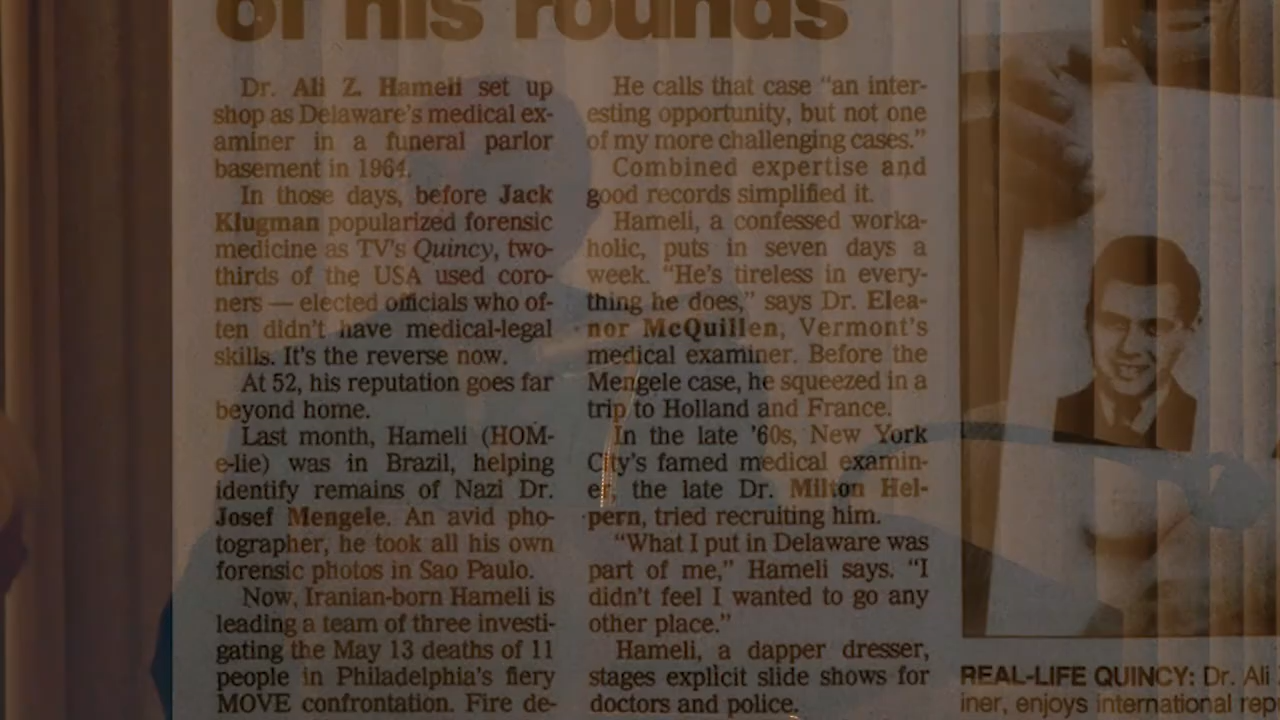 of his rounds
Dr. Ali Z. Hameli set up
shop as Delaware's medical ex-
aminer in a funeral parlor
basement in 1964.
In those days, before Jack
Klugman popularized forensic
medicine as TV's Quincy, two-
thirds of the USA used coro-
ners — elected officials who of-
ten didn't have medical-legal
skills. It's the reverse now.
At 52, his reputation goes far
beyond home.
Last month, Hameli (HOM-
e-lie) was in Brazil, helping
identify remains of Nazi Dr.
Josef Mengele. An avid pho-
tographer, he took all his own
forensic photos in Sao Paulo.
Now, Iranian-born Hameli is
leading a team of three investi-
gating the May 13 deaths of 11
people in Philadelphia's fiery
MOVE confrontation. Fire de-
He calls that case "an inter-
esting opportunity, but not one
of my more challenging cases."
Combined expertise and
good records simplified it.
Hameli, a confessed worka-
holic, puts in seven days a
week. "He's tireless in every-
thing he does," says Dr. Elea-
nor McQuillen, Vermont's
medical examiner. Before the
Mengele case, he squeezed in a
trip to Holland and France.
In the late '60s, New York
City's famed medical examin-
er, the late Dr. Milton Hel-
pern, tried recruiting him.
"What I put in Delaware was
part of me," Hameli says. "I
didn't feel I wanted to go any
other place."
Hameli, a dapper dresser,
stages explicit slide shows for
doctors and police.
REAL-LIFE QUINCY: Dr. Ali
iner, enjoys international rep